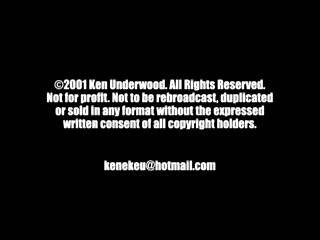 ©2001 Ken Underwood. All Rights Reserved.
Not for profit. Not to be rebroadcast, duplicated
or sold in any format without the expressed
written consent of all copyright holders.
kenekeu@hotmail.com